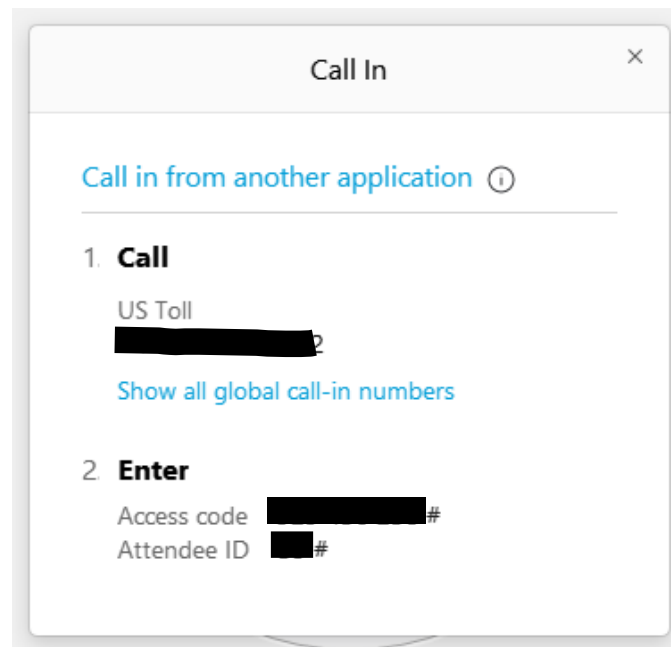 Call In
Call in from another application
1. Call
US Toll
2
Show all global call-in numbers
2. Enter
Access code #
Attendee ID #